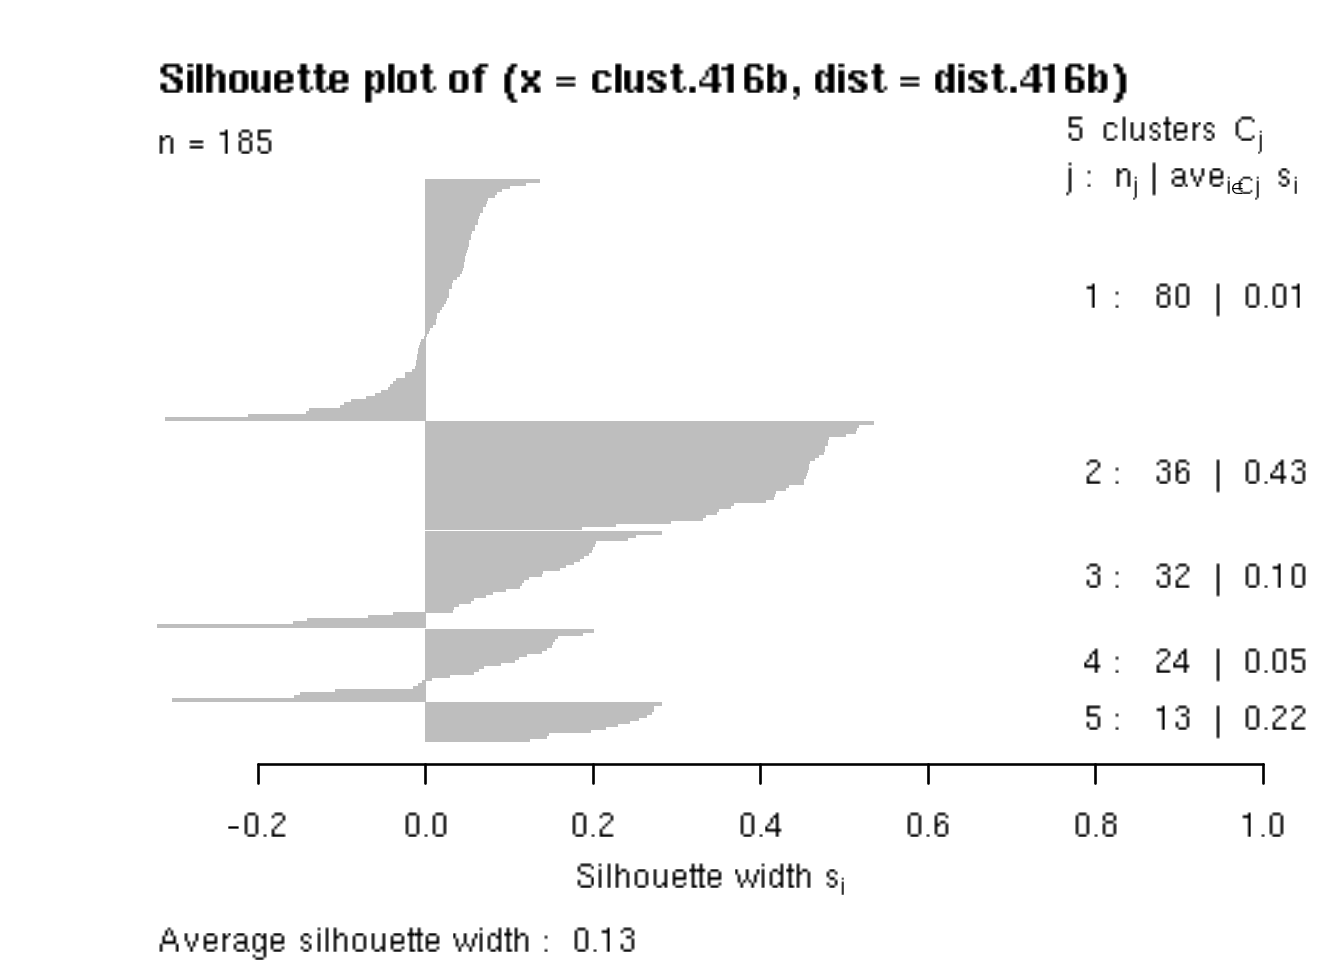 Silhouette plot of (x = clust.416b, dist = dist.416b)
n = 185
5 clusters Cj
j : nj | avei∈Cj si
1 : 80 | 0.01
2 : 36 | 0.43
3 : 32 | 0.10
4 : 24 | 0.05
5 : 13 | 0.22
-0.2 0.0 0.2 0.4 0.6 0.8 1.0
Silhouette width si
Average silhouette width : 0.13